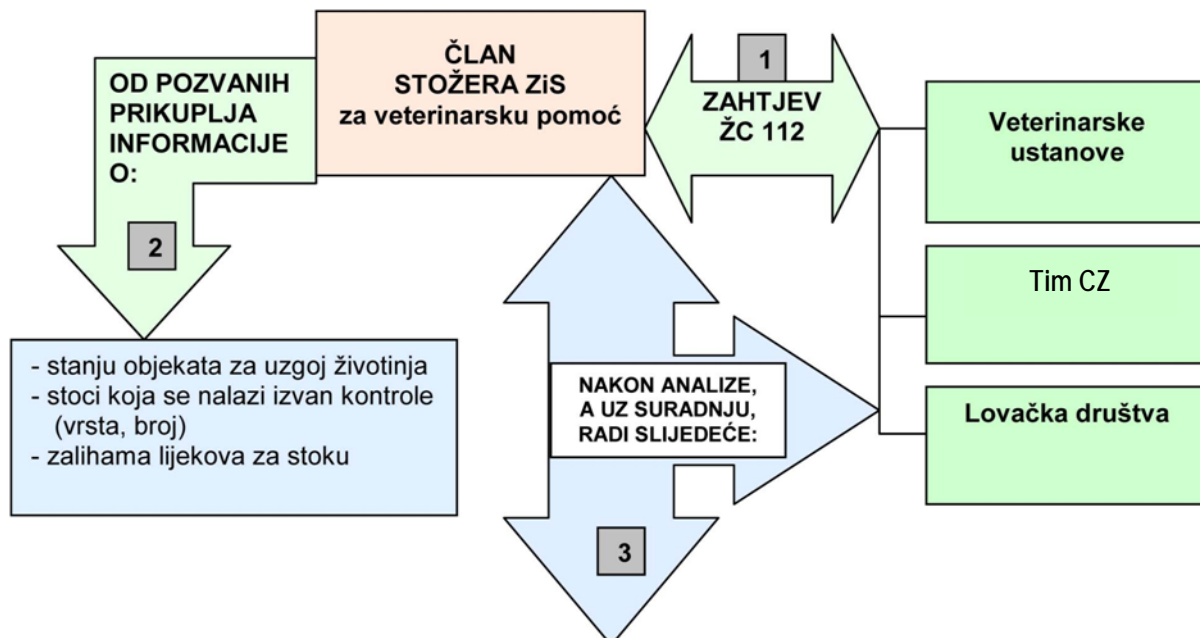 ČLAN
STOŽERA ZiS
za veterinarsku pomoć
1
ZAHTJEV
ŽC 112
Veterinarske
ustanove
Tim CZ
Lovačka društva
OD POZVANIH
PRIKUPLJA
INFORMACIJE
O:
2
- stanju objekata za uzgoj životinja
- stoci koja se nalazi izvan kontrole
(vrsta, broj)
- zalihama lijekova za stoku
NAKON ANALIZE,
A UZ SURADNJU,
RADI SLIJEDEĆE:
3